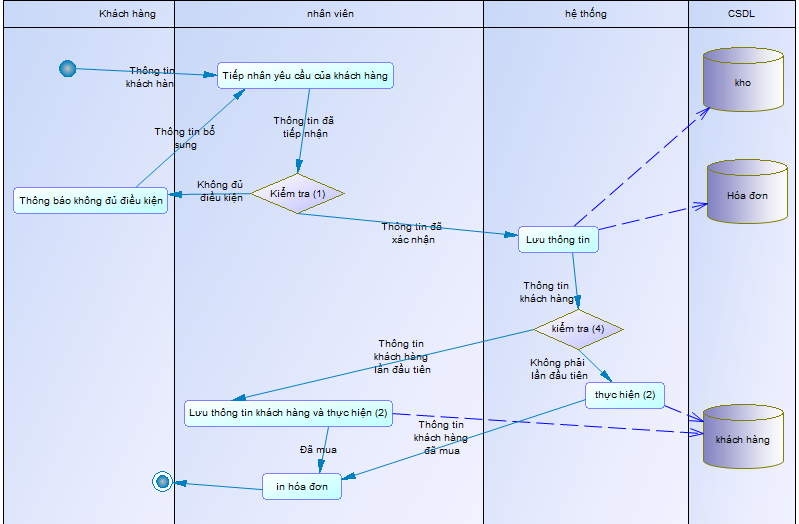 Khách hàng
nhân viên
hệ thống
CSDL
Thông tin
khách hàn
Tiếp nhân yêu cầu của khách hàng
kho
Thông tin đã
tiếp nhận
Thông tin bổ
sung
Không đủ
điều kiện
Kiểm tra (1)
Thông báo không đủ điều kiện
Hóa đơn
Thông tin đã
xác nhận
Lưu thông tin
Thông tin
khách hàng
kiểm tra (4)
Thông tin
khách hàng
lần đầu tiên
Không phải
lần đầu tiên
thực hiện (2)
Lưu thông tin khách hàng và thực hiện (2)
Thông tin
khách hàng
đã mua
khách hàng
Đã mua
in hóa đơn